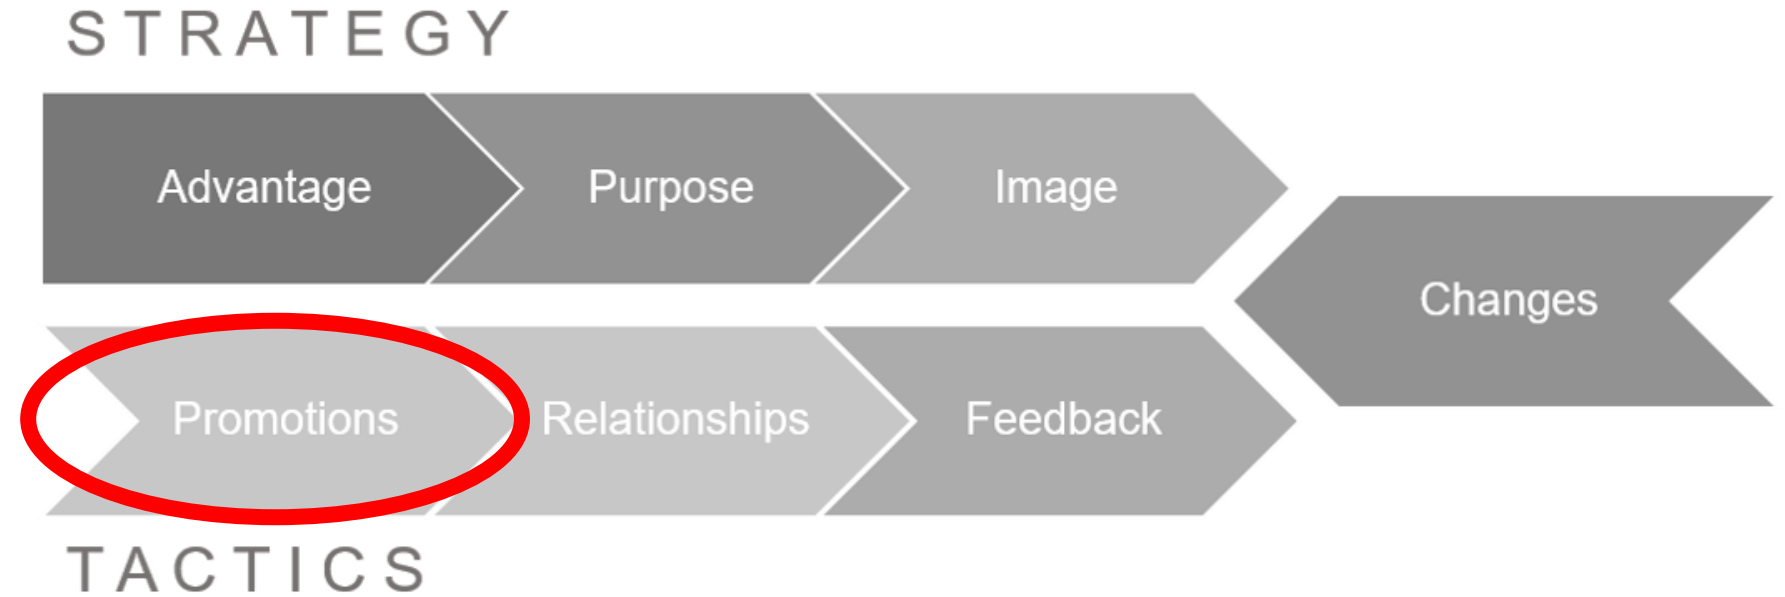 STRATEGY
Advantage Purpose Image
Changes
Promotions Relationships Feedback
TACTICS